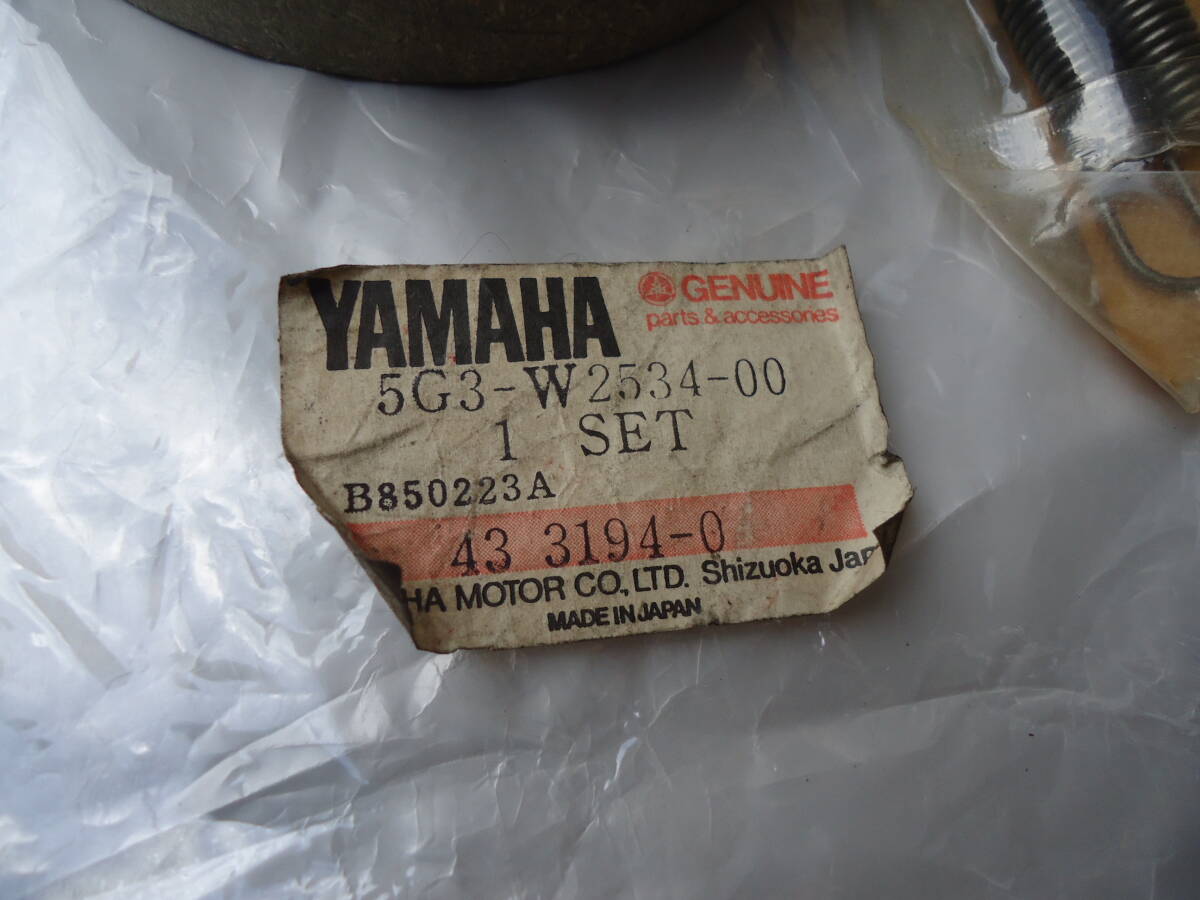 YAMAHA GENUINE
parts & accessories
5G3-W2534-00
1 SET
B850223A
43 3194-0
HA MOTOR CO., LTD. Shizuoka Jap
MADE IN JAPAN